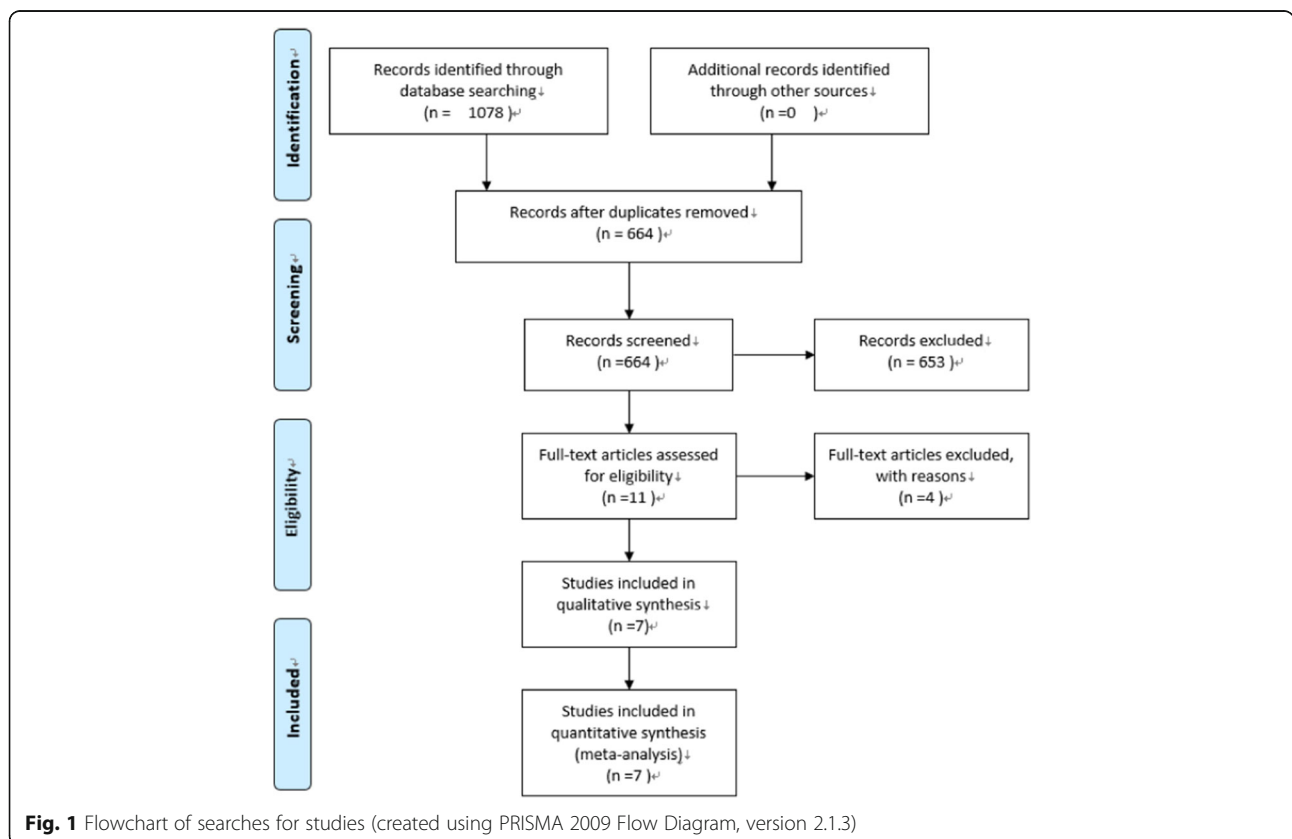 Identification↵
Records identified through
database searching↓
(n = 1078 )↵
Additional records identified
through other sources↓
(n =0 )↵
Screening↵
Records after duplicates removed↓
(n = 664 )↵
Records screened↓
(n =664 )↵
Records excluded↓
(n = 653 )↵
Eligibility↵
Full-text articles assessed
for eligibility↓
(n =11 )↵
Full-text articles excluded,
with reasons↓
(n =4 )↵
Studies included in
qualitative synthesis↓
(n =7)↵
Included↵
Studies included in
quantitative synthesis
(meta-analysis)↓
(n =7 )↵
Fig. 1 Flowchart of searches for studies (created using PRISMA 2009 Flow Diagram, version 2.1.3)